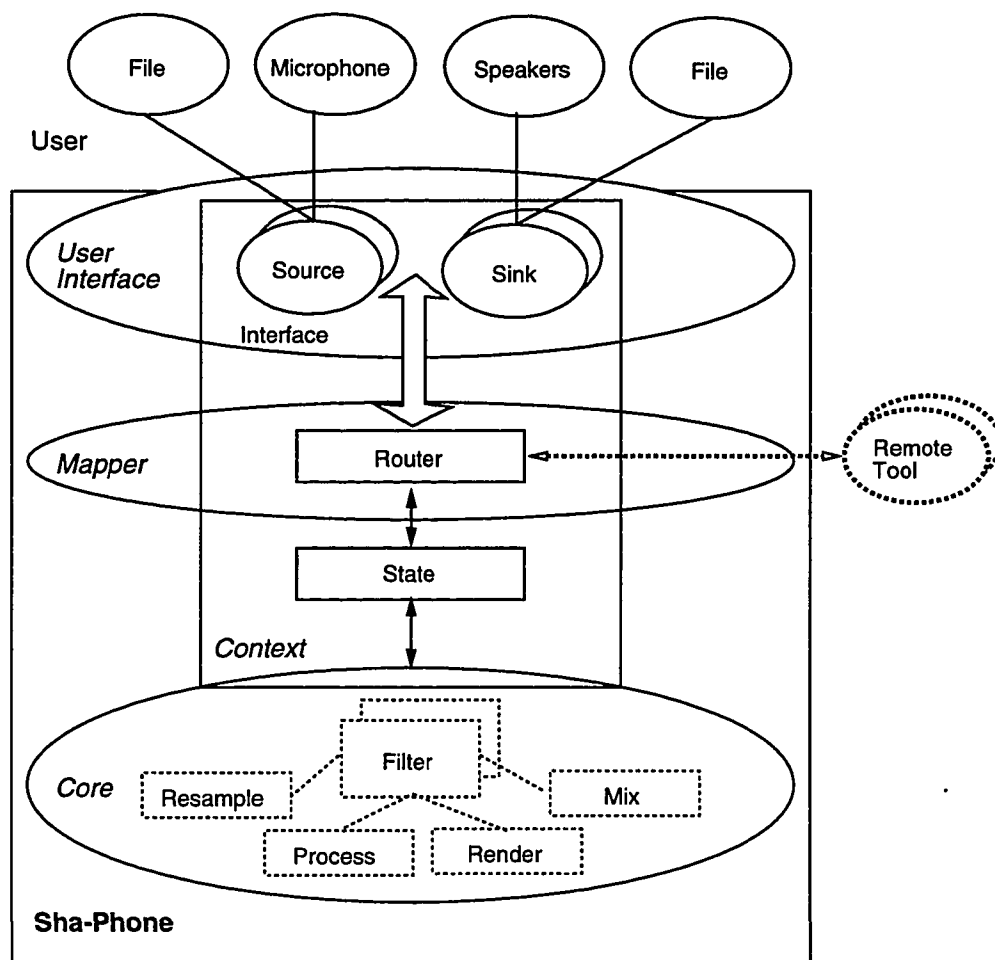 File
Microphone
Speakers
File
User
User
Interface
Source
Sink
Interface
Mapper
Router
Remote
Tool
State
Context
Core
Filter
Resample
Mix
Process
Render
Sha-Phone